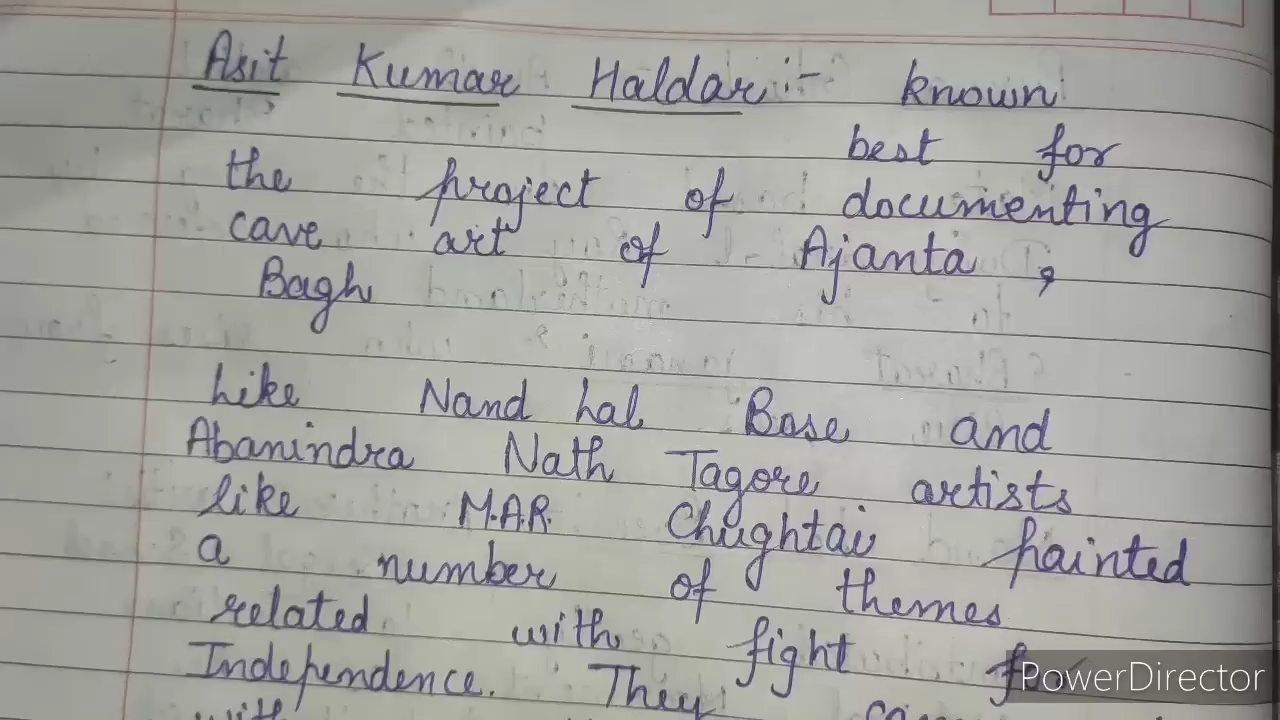 Asit Kumar Haldar :- known
best for
the project of documenting
cave art of Ajanta,
Bagh
Like Nand Lal Bose and
Abanindra Nath Tagore artists
like M.A.R. Chughtai painted
a number of themes
related with fight for
Independence. They
with
PowerDirector